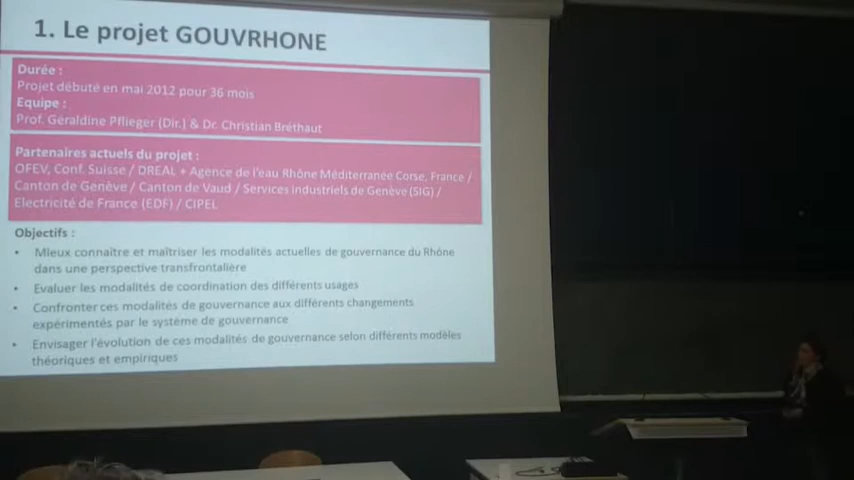 1. Le projet GOUVRHONE
Durée :
Projet débuté en mai 2012 pour 36 mois
Equipe :
Prof. Géraldine Pflieger (Dir.) & Dr. Christian Bréthaut
Partenaires actuels du projet :
OFEV, Conf. Suisse / DREAL + Agence de l'eau Rhône Méditerranée Corse, France /
Canton de Genève / Canton de Vaud / Services industriels de Genève (SIG) /
Electricité de France (EDF) / CIPEL
Objectifs :
• Mieux connaître et maîtriser les modalités actuelles de gouvernance du Rhône
dans une perspective transfrontalière
• Evaluer les modalités de coordination des différents usages
• Confronter ces modalités de gouvernance aux différents changements
expérimentés par le système de gouvernance
• Envisager l'évolution de ces modalités de gouvernance selon différents modèles
théoriques et empiriques